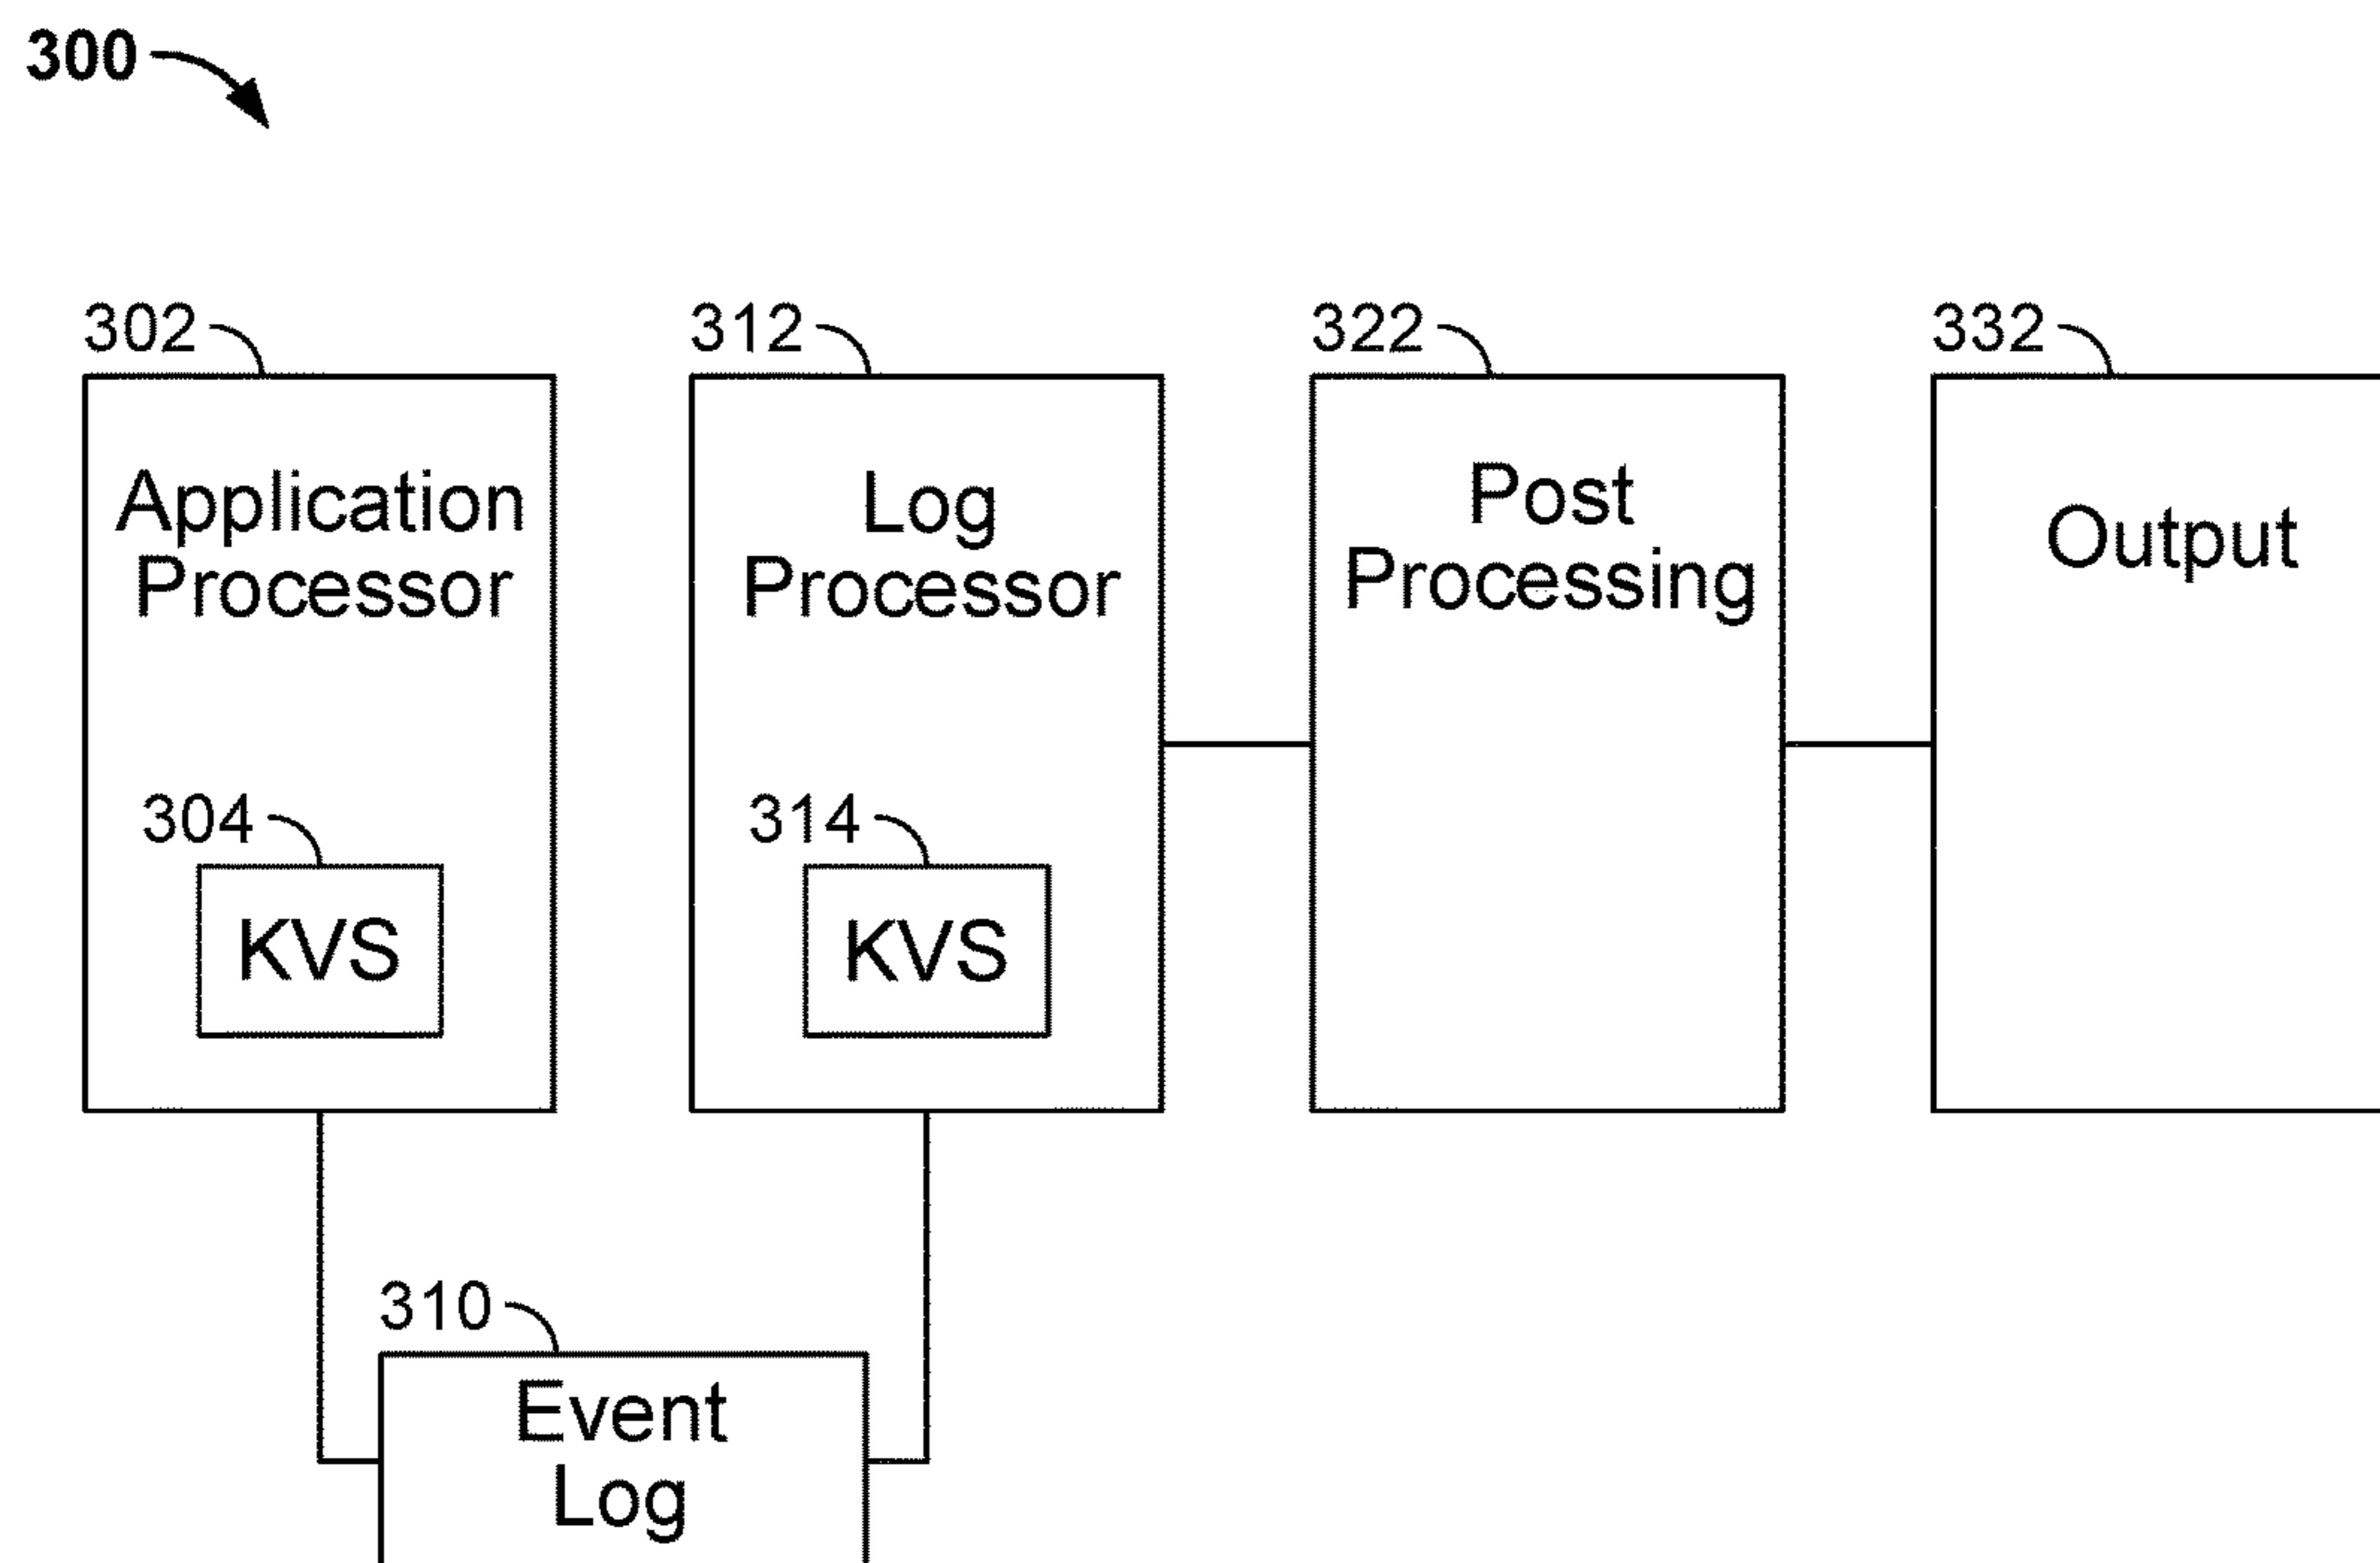 300
302
312
322
332
Application
Processor
Log
Processor
Post
Processing
Output
304
314
KVS
KVS
310
Event
Log